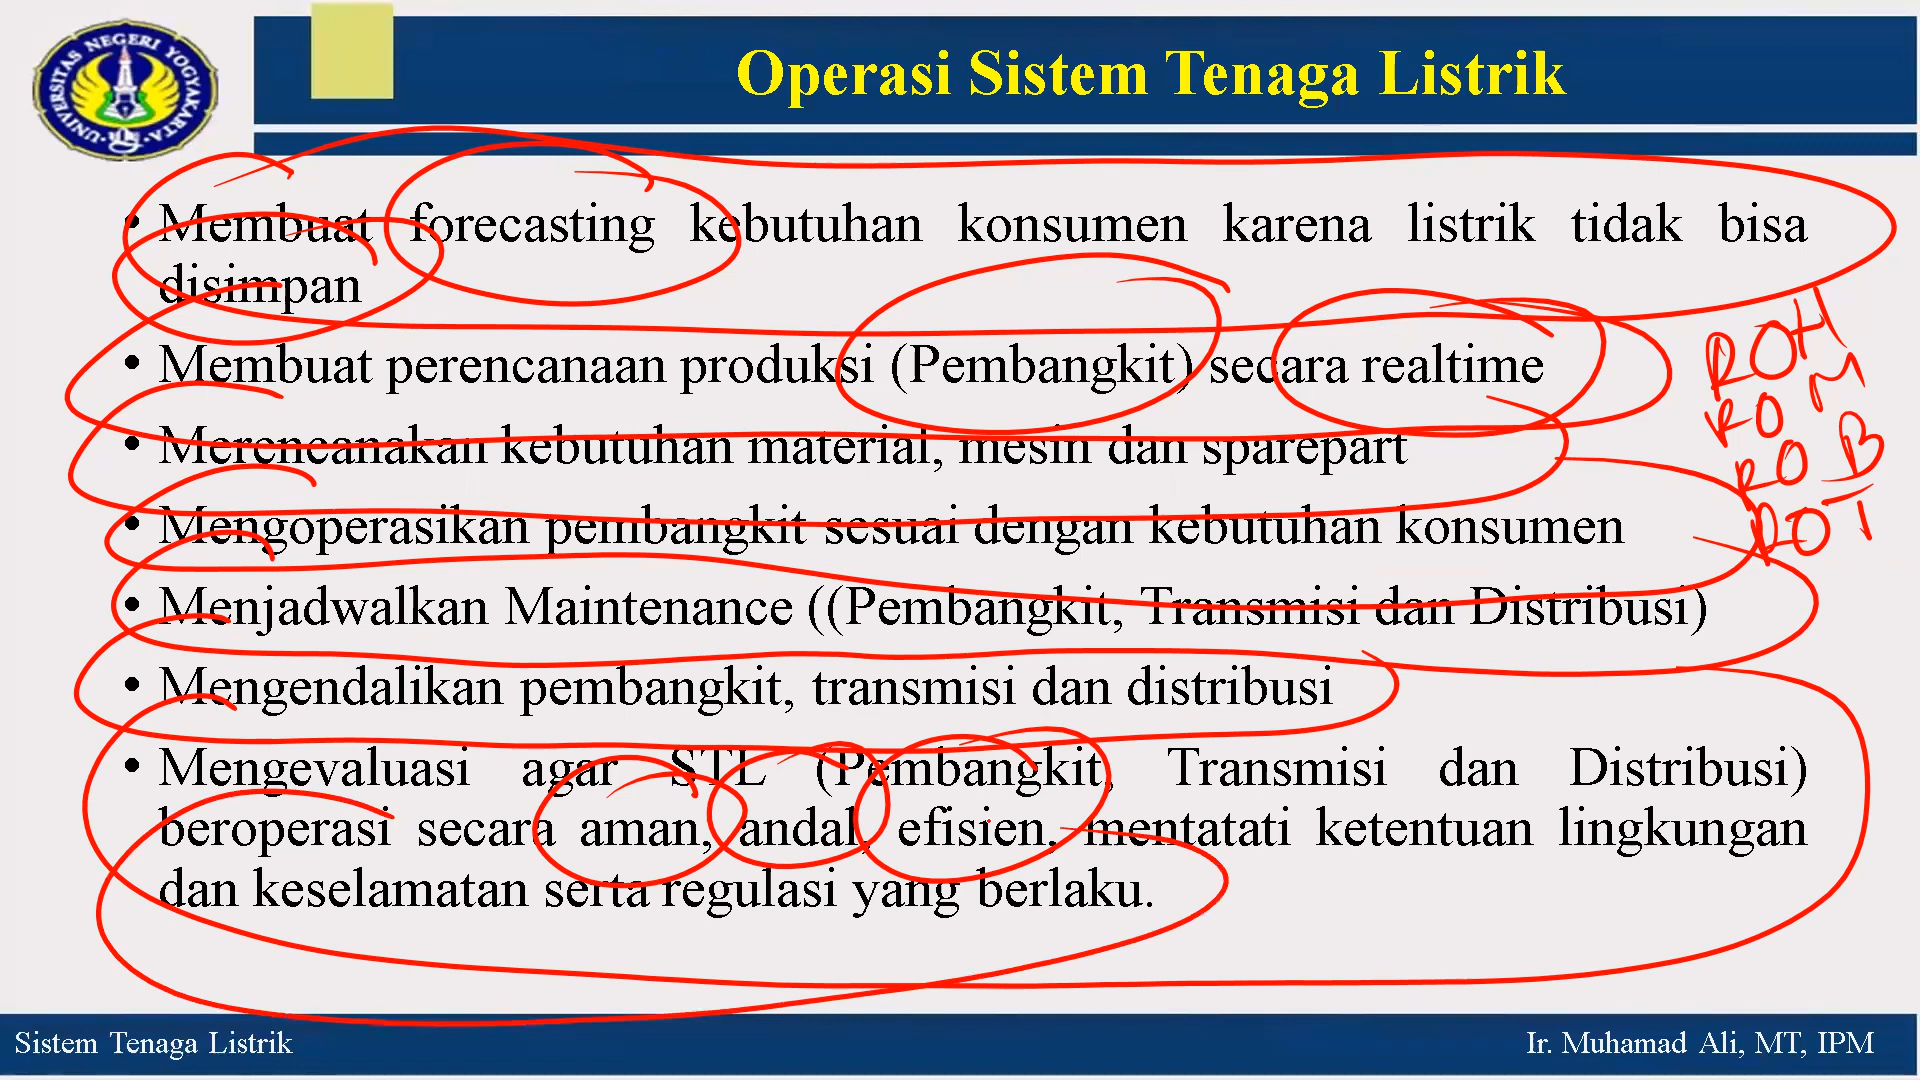 UNIVERSITAS NEGERI YOGYAKARTA
Operasi Sistem Tenaga Listrik
• Membuat forecasting kebutuhan konsumen karena listrik tidak bisa
disimpan
• Membuat perencanaan produksi (Pembangkit) secara realtime
• Merencanakan kebutuhan material, mesin dan sparepart
• Mengoperasikan pembangkit sesuai dengan kebutuhan konsumen
• Menjadwalkan Maintenance ((Pembangkit, Transmisi dan Distribusi)
• Mengendalikan pembangkit, transmisi dan distribusi
• Mengevaluasi agar STL (Pembangkit, Transmisi dan Distribusi)
beroperasi secara aman, andal, efisien. mentatati ketentuan lingkungan
dan keselamatan serta regulasi yang berlaku.
ROH
ROM
ROB
ROT
Sistem Tenaga Listrik
Ir. Muhamad Ali, MT, IPM